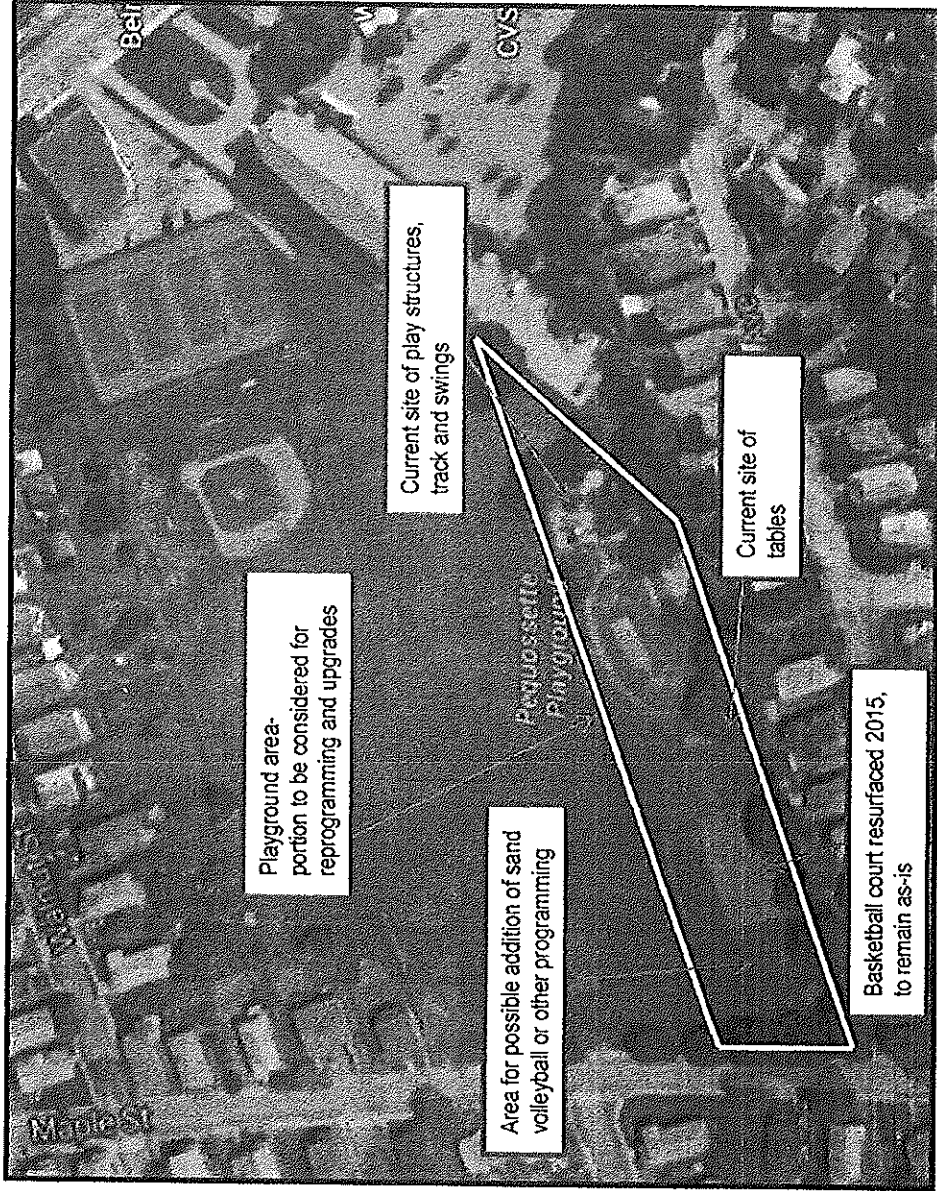 Maple St
Bel
CVS
Current site of play structures,
track and swings
Playground area-
portion to be considered for
reprogramming and upgrades
Pequossette
Playground
Current site of
tables
Area for possible addition of sand
volleyball or other programming
Basketball court resurfaced 2015,
to remain as-is